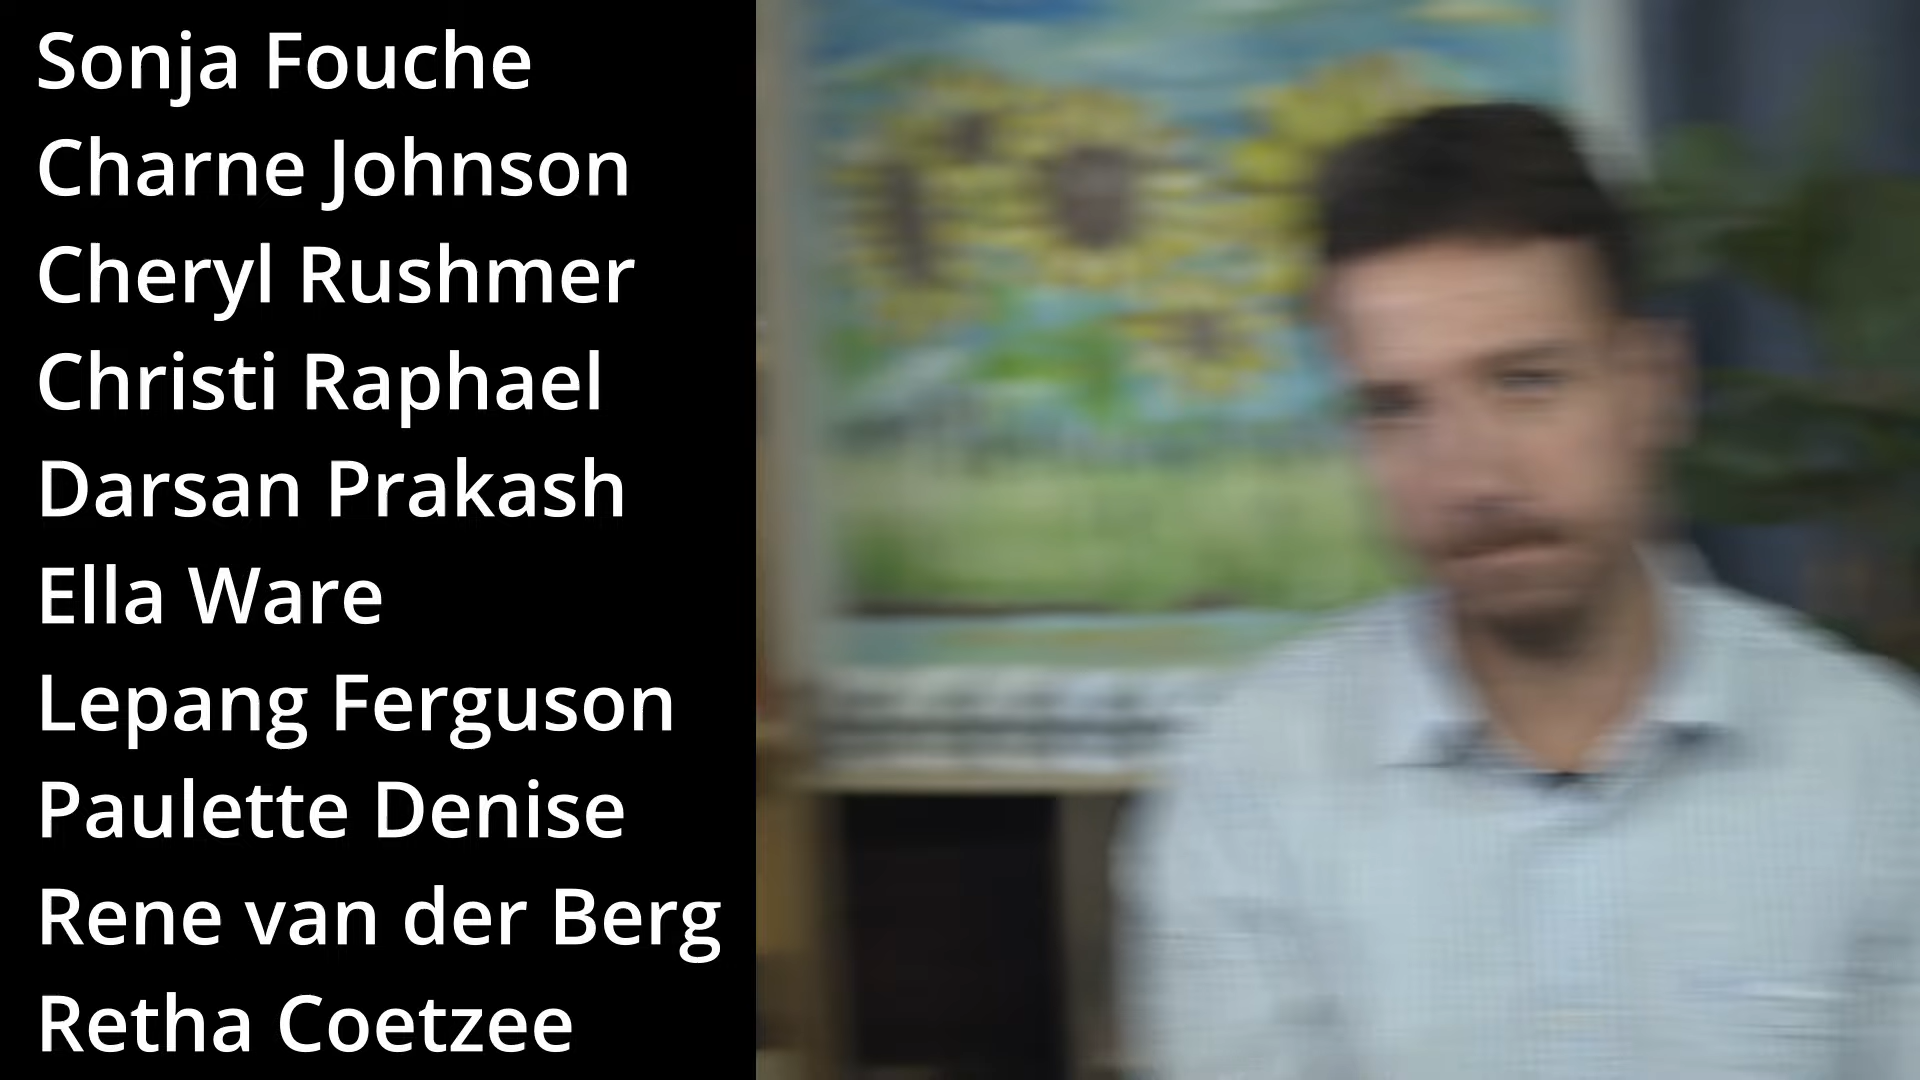 Sonja Fouche
Charne Johnson
Cheryl Rushmer
Christi Raphael
Darsan Prakash
Ella Ware
Lepang Ferguson
Paulette Denise
Rene van der Berg
Retha Coetzee